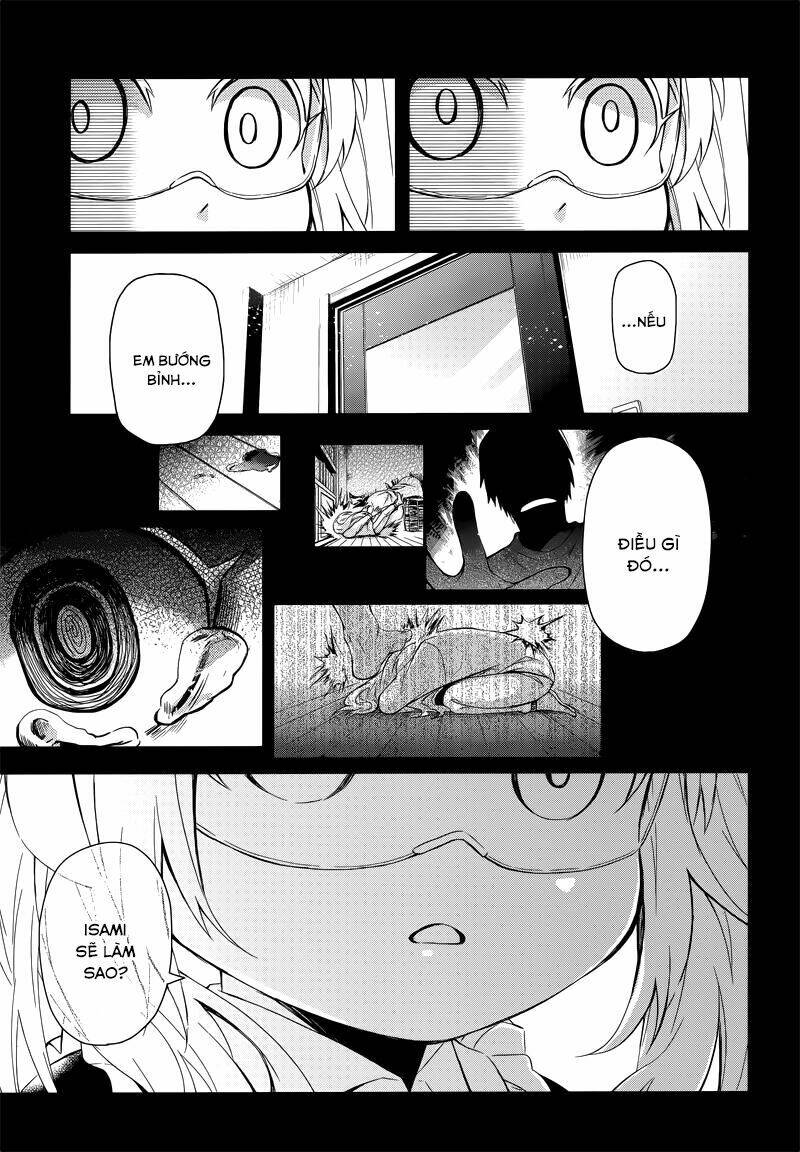 ...NẾU
EM BƯỚNG
BỈNH...
ĐIỀU GÌ
ĐÓ...
ISAMI
SẼ LÀM
SAO?